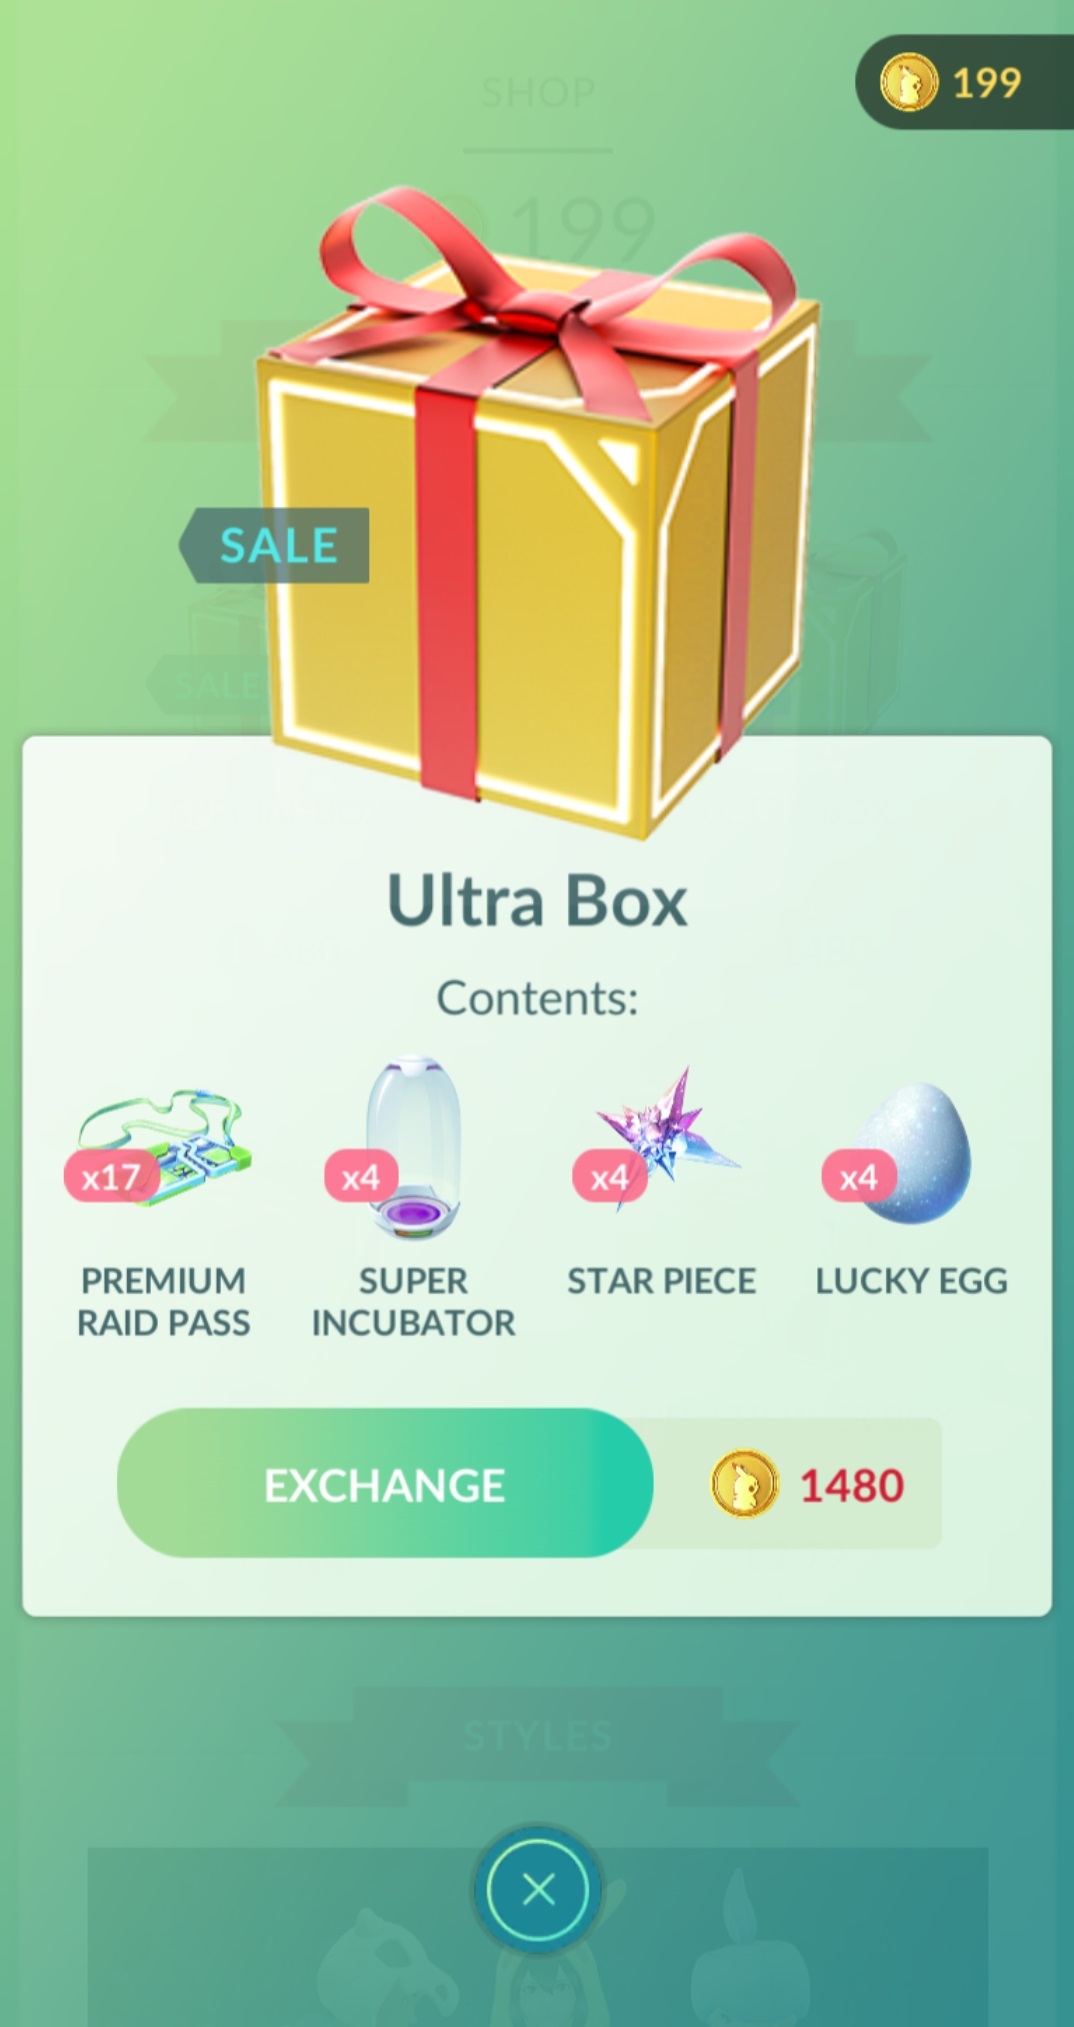 199
SHOP
199
SALE
SALE
Ultra Box
Contents:
x17
x4
x4
x4
PREMIUM
RAID PASS
SUPER
INCUBATOR
STAR PIECE
LUCKY EGG
EXCHANGE
1480
STYLES